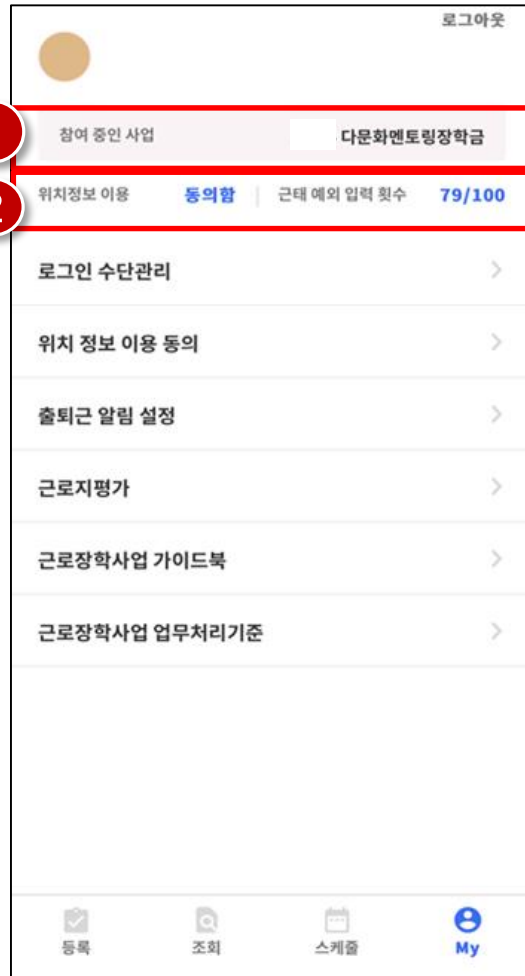 로그아웃
참여 중인 사업 다문화멘토링장학금
2
위치정보 이용 동의함 근태 예외 입력 횟수 79/100
로그인 수단관리
위치 정보 이용 동의
출퇴근 알림 설정
근로지평가
근로장학사업 가이드북
근로장학사업 업무처리기준
등록 조회 스케줄 My